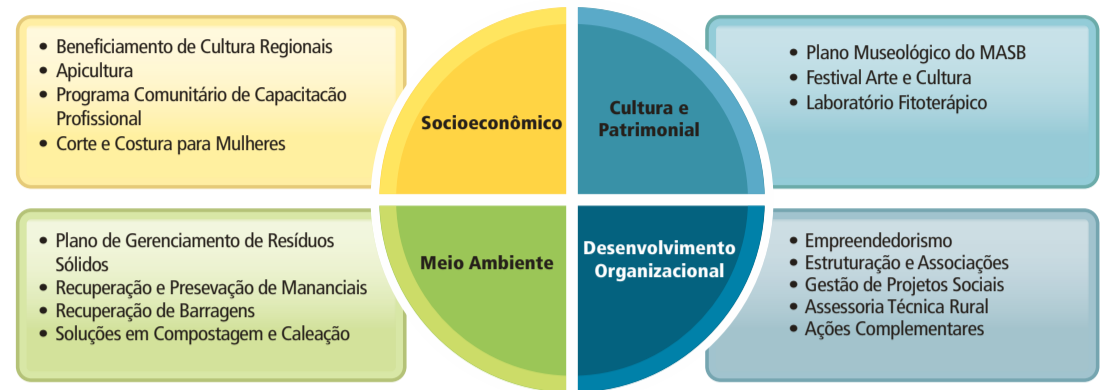 • Beneficiamento de Cultura Regionais
• Apicultura
• Programa Comunitário de Capacitacão
Profissional
• Corte e Costura para Mulheres
Socioeconômico
Cultura e
Patrimonial
• Plano Museológico do MASB
• Festival Arte e Cultura
• Laboratório Fitoterápico
• Plano de Gerenciamento de Resíduos
Sólidos
• Recuperação e Presevação de Mananciais
• Recuperação de Barragens
• Soluções em Compostagem e Caleação
Meio Ambiente
Desenvolvimento
Organizacional
• Empreendedorismo
• Estruturação e Associações
• Gestão de Projetos Sociais
• Assessoria Técnica Rural
• Ações Complementares